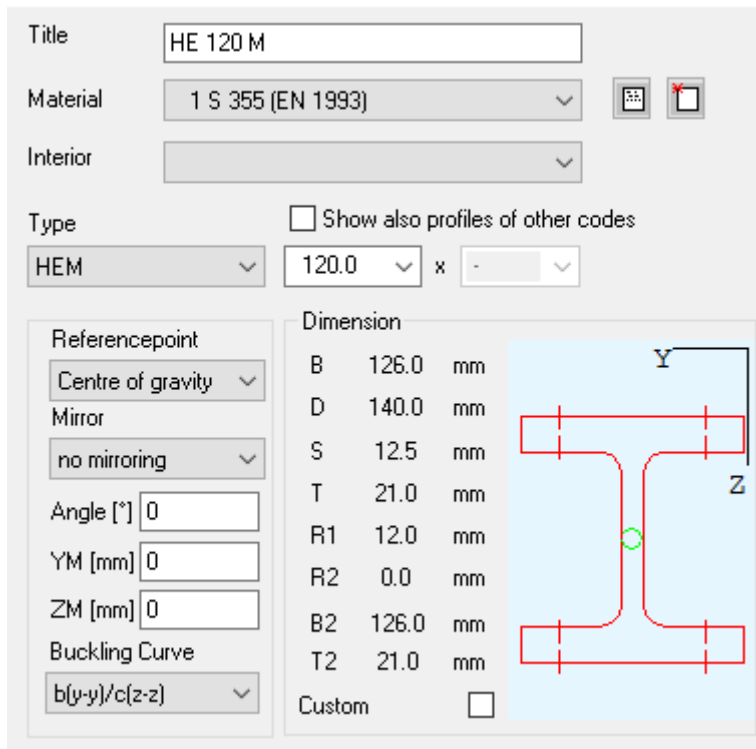 Title HE 120 M
Material 1 S 355 (EN 1993)
Interior
Type Show also profiles of other codes
HEM 120.0 x -
Referencepoint
Centre of gravity
Mirror
no mirroring
Angle [°] 0
YM [mm] 0
ZM [mm] 0
Buckling Curve
b(y-y)/c(z-z)
Dimension
B 126.0 mm
D 140.0 mm
S 12.5 mm
T 21.0 mm
R1 12.0 mm
R2 0.0 mm
B2 126.0 mm
T2 21.0 mm
Custom
Y
Z